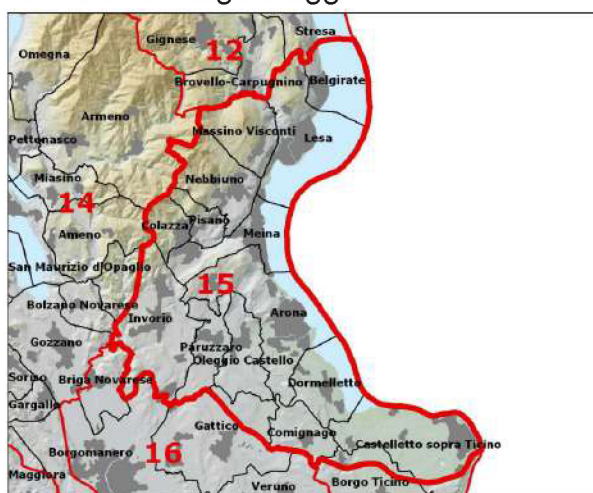 Gignese
Stresa
12
Omegna
Brovello-Carpugnino
Belgirate
Armeno
Massino Visconti
Lesa
Pettenasco
Miasino
Nebbiuno
14
Colazza
Pisano
Ameno
Meina
San Maurizio d'Opaglio
15
Bolzano Novarese
Invorio
Arona
Gozzano
Paruzzaro
Oleggio Castello
Soriso
Briga Novarese
Dormelletto
Gargallo
Gattico
Comignago
Castelletto sopra Ticino
Borgomanero
16
Maggiora
Veruno
Borgo Ticino